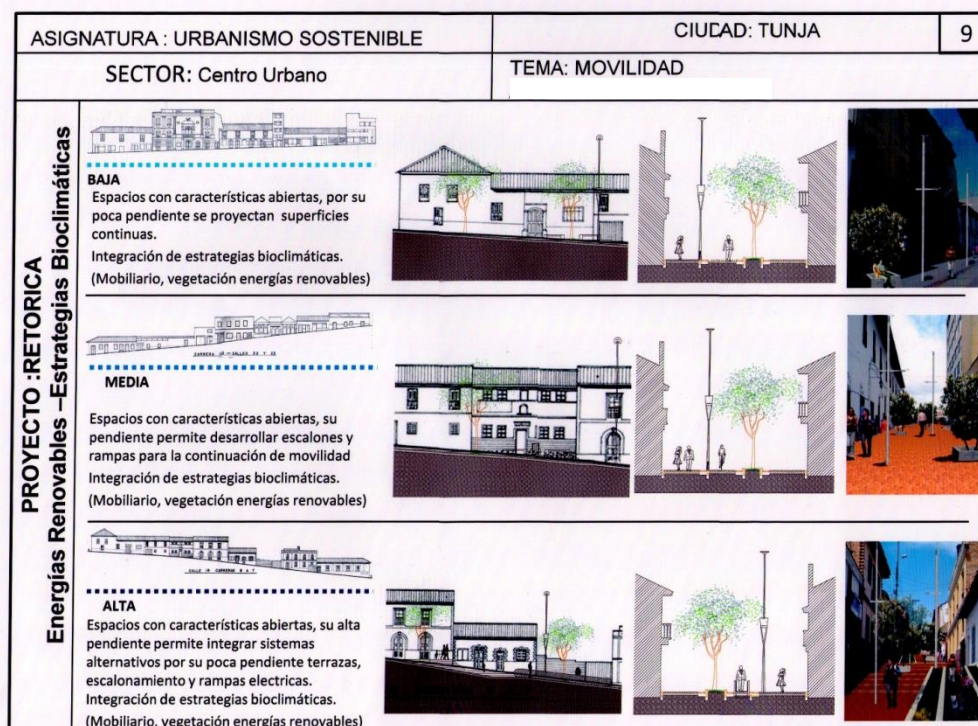 ASIGNATURA : URBANISMO SOSTENIBLE
CIUDAD: TUNJA
9
SECTOR: Centro Urbano
TEMA: MOVILIDAD
PROYECTO :RETORICA
Energías Renovables –Estrategias Bioclimáticas
BAJA
Espacios con características abiertas, por su
poca pendiente se proyectan superficies
continuas.
Integración de estrategias bioclimáticas.
(Mobiliario, vegetación energías renovables)
MEDIA
Espacios con características abiertas, su
pendiente permite desarrollar escalones y
rampas para la continuación de movilidad
Integración de estrategias bioclimáticas.
(Mobiliario, vegetación energías renovables)
ALTA
Espacios con características abiertas, su alta
pendiente permite integrar sistemas
alternativos por su poca pendiente terrazas,
escalonamiento y rampas electricas.
Integración de estrategias bioclimáticas.
(Mobiliario, vegetación energías renovables)